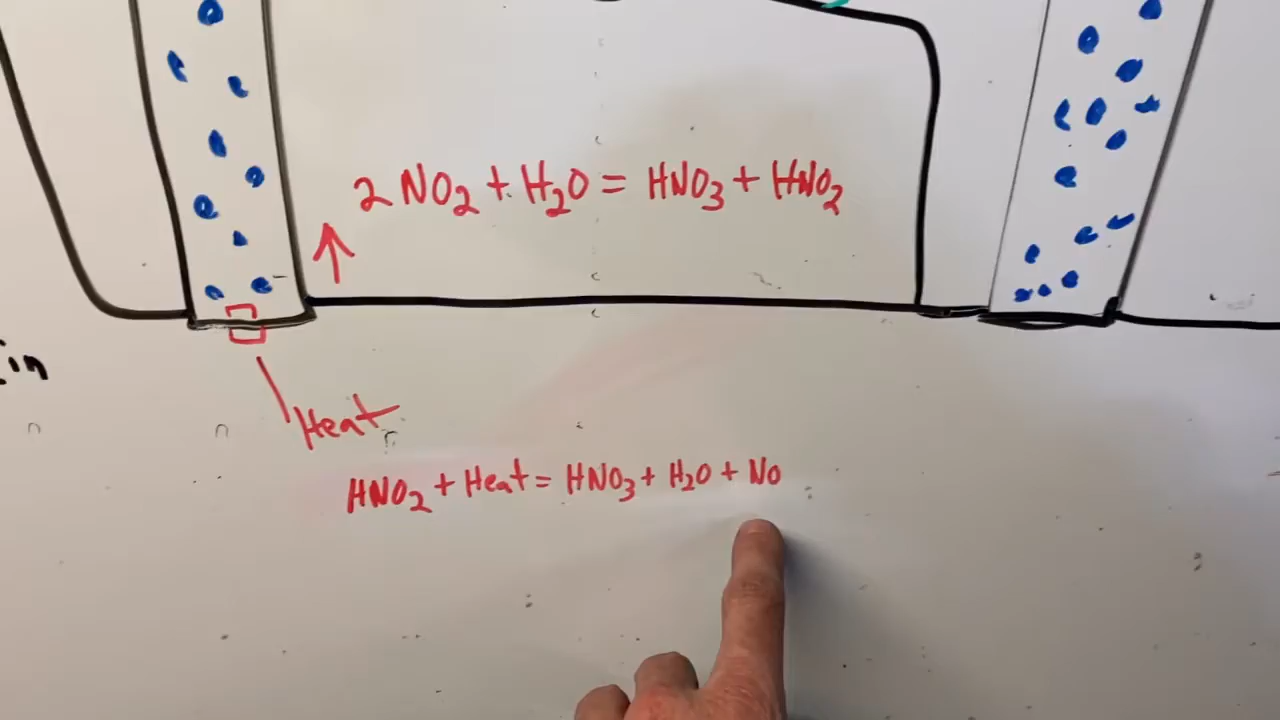 2 NO₂ + H₂O = HNO₃ + HNO₂
Heat
HNO₂ + Heat = HNO₃ + H₂O + NO